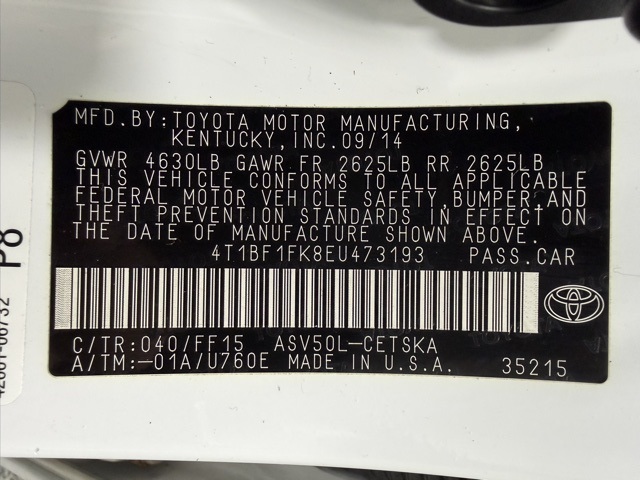 MFD.BY:TOYOTA MOTOR MANUFACTURING,
KENTUCKY,INC.09/14
GVWR 4630LB GAWR FR 2625LB RR 2625LB
THIS VEHICLE CONFORMS TO ALL APPLICABLE
FEDERAL MOTOR VEHICLE SAFETY,BUMPER,AND
THEFT PREVENTION STANDARDS IN EFFECT ON
THE DATE OF MANUFACTURE SHOWN ABOVE.
4T1BF1FK8EU473193 PASS.CAR
C/TR:040/FF15 ASV50L-CETSKA
A/TM:-01A/U760E MADE IN U.S.A. 35215
P8